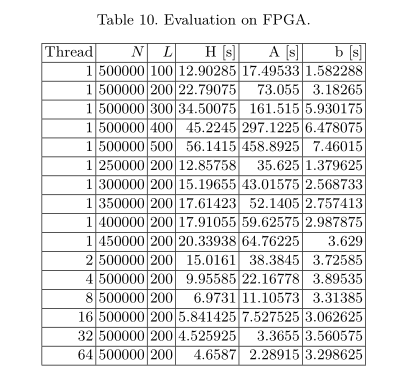 Table 10. Evaluation on FPGA.
Thread N L H [s] A [s] b [s]
1 500000 100 12.90285 17.49533 1.582288
1 500000 200 22.79075 73.055 3.18265
1 500000 300 34.50075 161.515 5.930175
1 500000 400 45.2245 297.1225 6.478075
1 500000 500 56.1415 458.8925 7.46015
1 250000 200 12.85758 35.625 1.379625
1 300000 200 15.19655 43.01575 2.568733
1 350000 200 17.61423 52.1405 2.757413
1 400000 200 17.91055 59.62575 2.987875
1 450000 200 20.33938 64.76225 3.629
2 500000 200 15.0161 38.3845 3.72585
4 500000 200 9.95585 22.16778 3.89535
8 500000 200 6.9731 11.10573 3.31385
16 500000 200 5.841425 7.527525 3.062625
32 500000 200 4.525925 3.3655 3.560575
64 500000 200 4.6587 2.28915 3.298625